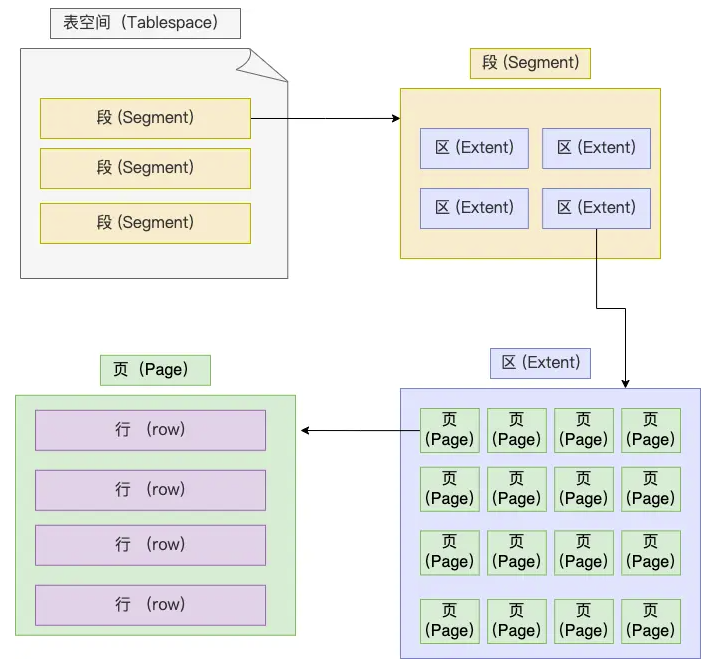 表空间（Tablespace）
段 (Segment)
段 (Segment)
段 (Segment)
段 (Segment)
区 (Extent)
区 (Extent)
区 (Extent)
区 (Extent)
页（Page）
行 （row）
行 （row）
行 （row）
行 （row）
区 (Extent)
页
(Page)
页
(Page)
页
(Page)
页
(Page)
页
(Page)
页
(Page)
页
(Page)
页
(Page)
页
(Page)
页
(Page)
页
(Page)
页
(Page)
页
(Page)
页
(Page)
页
(Page)
页
(Page)